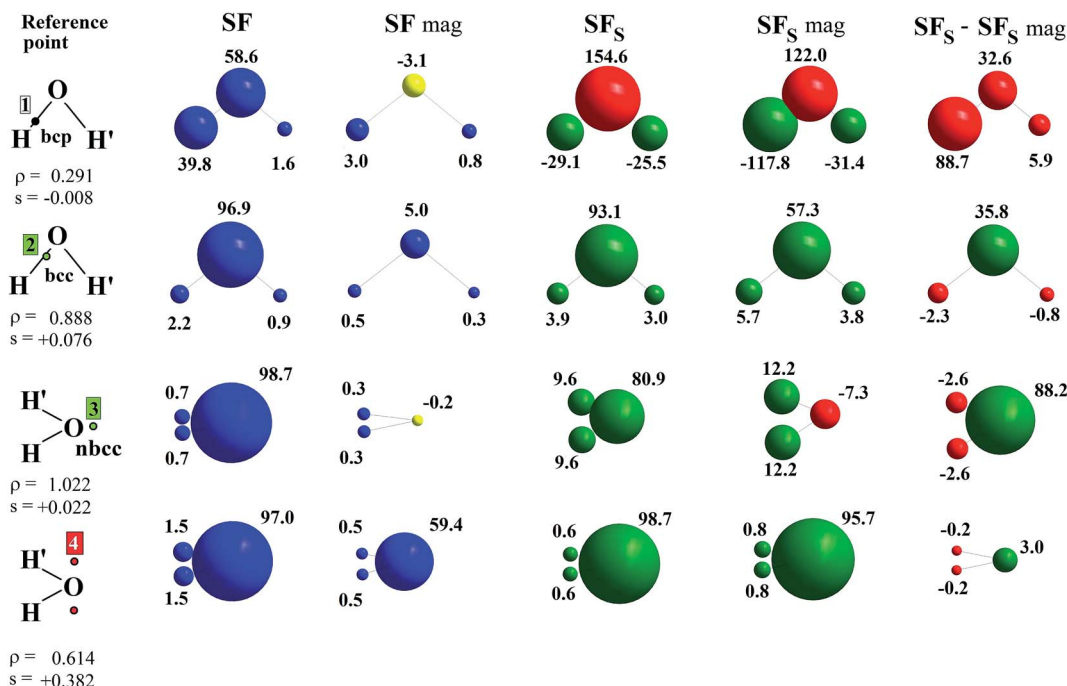 Reference point
SF
SF mag
SF_S
SF_S mag
SF_S - SF_S mag
1
O
H bcp H'
ρ = 0.291
s = -0.008
58.6
39.8
1.6
-3.1
3.0
0.8
154.6
-29.1
-25.5
122.0
-117.8
-31.4
32.6
88.7
5.9
2
O
bcc
H H'
ρ = 0.888
s = +0.076
96.9
2.2
0.9
5.0
0.5
0.3
93.1
3.9
3.0
57.3
5.7
3.8
35.8
-2.3
-0.8
H'
3
O
H nbcc
ρ = 1.022
s = +0.022
0.7
98.7
0.7
0.3
-0.2
0.3
9.6
80.9
9.6
12.2
-7.3
12.2
-2.6
88.2
-2.6
4
H'
O
H
ρ = 0.614
s = +0.382
1.5
97.0
1.5
0.5
59.4
0.5
0.6
98.7
0.6
0.8
95.7
0.8
-0.2
3.0
-0.2